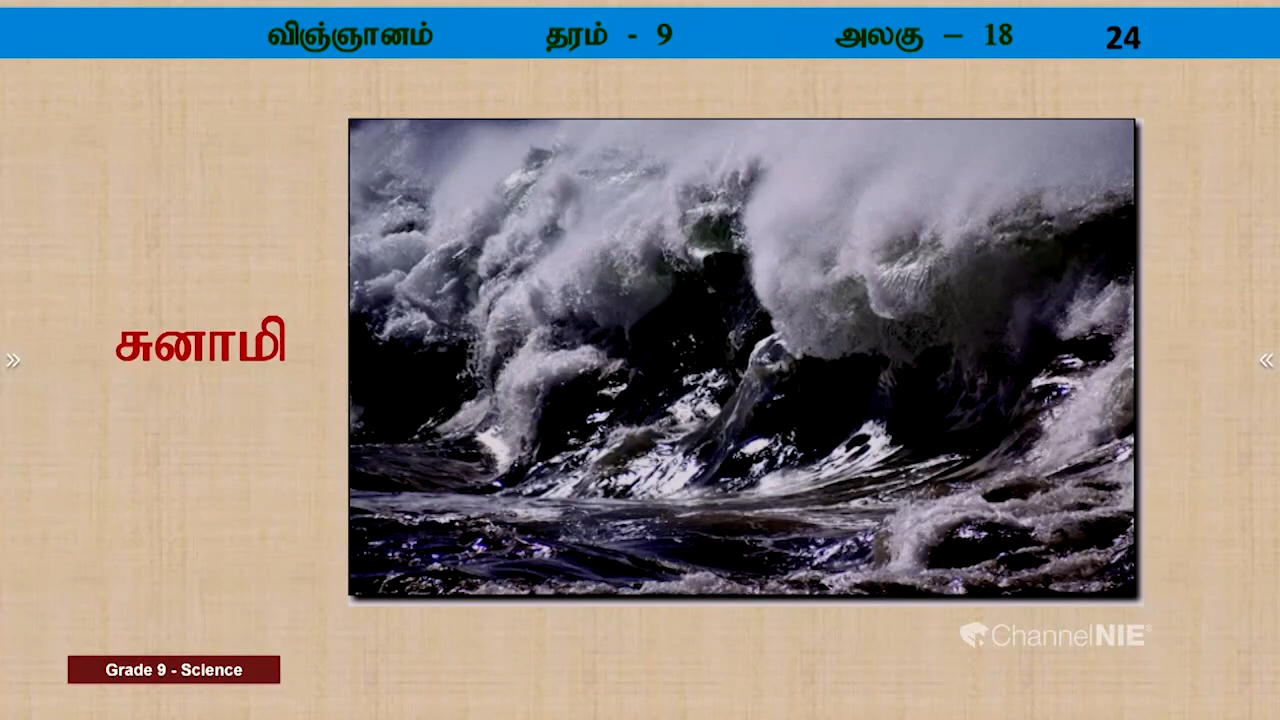 விஞ்ஞானம் தரம் - 9 அலகு – 18 24
சுனாமி
ChannelNIE
Grade 9 - Science